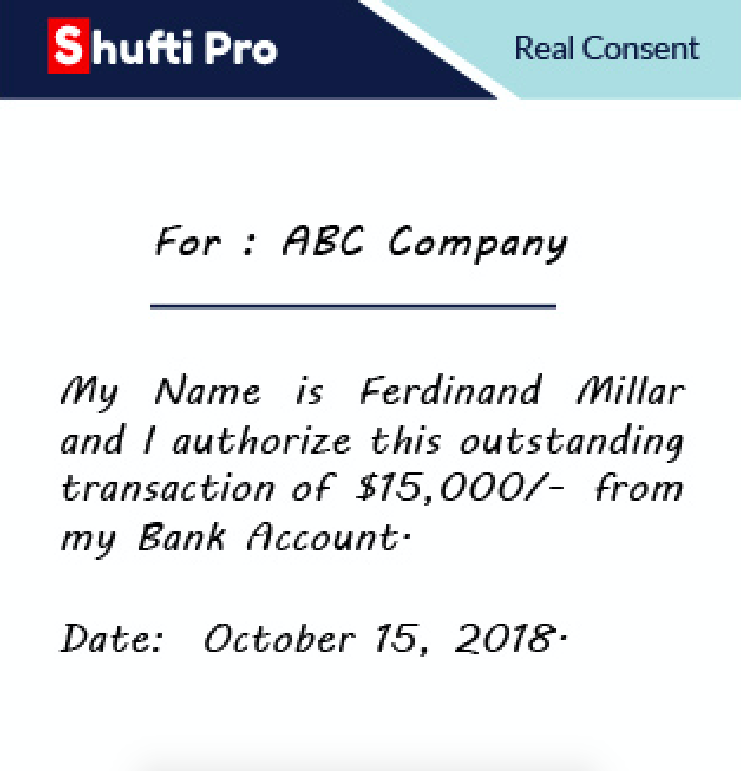 Shufti Pro
Real Consent
For : ABC Company
My Name is Ferdinand Millar
and I authorize this outstanding
transaction of $15,000/- from
my Bank Account.
Date: October 15, 2018.